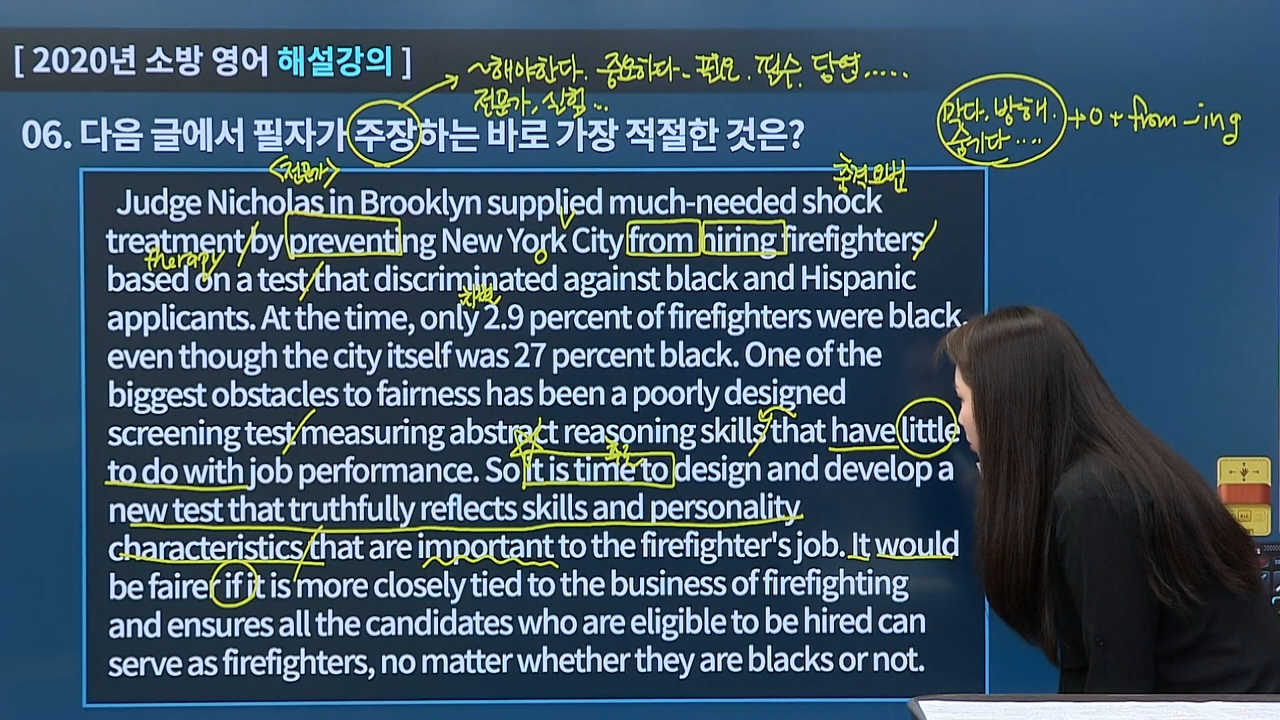 [ 2020년 소방 영어 해설강의 ]
~해야한다. 중요하다. 필요. 필수. 당연.....
전문가, 실험...
막다. 방해.
금지다....
+ O + from -ing
06. 다음 글에서 필자가 주장하는 바로 가장 적절한 것은?
<전문가>
충격요법
Judge Nicholas in Brooklyn supplied much-needed shock
treatment by preventing New York City from hiring firefighters
therapy
based on a test that discriminated against black and Hispanic
차별
applicants. At the time, only 2.9 percent of firefighters were black,
even though the city itself was 27 percent black. One of the
biggest obstacles to fairness has been a poorly designed
screening test measuring abstract reasoning skills that have little
to do with job performance. So it is time to design and develop a
new test that truthfully reflects skills and personality
characteristics that are important to the firefighter's job. It would
be fairer if it is more closely tied to the business of firefighting
and ensures all the candidates who are eligible to be hired can
serve as firefighters, no matter whether they are blacks or not.